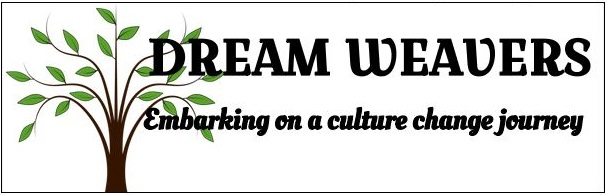 DREAM WEAVERS
Embarking on a culture change journey